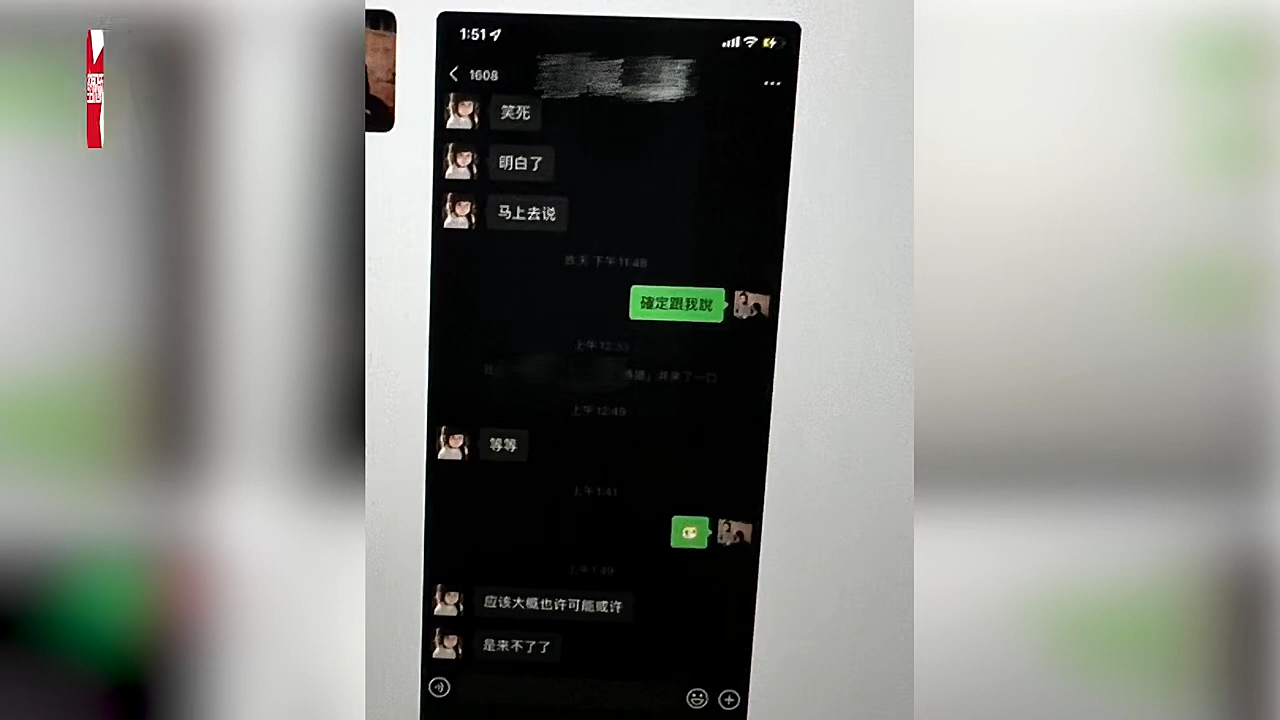 1:51
1608
笑死
明白了
马上去说
昨天 下午11:48
確定跟我說
上午12:49
等等
上午1:41
上午1:49
应该大概也许可能或许
是来不了了